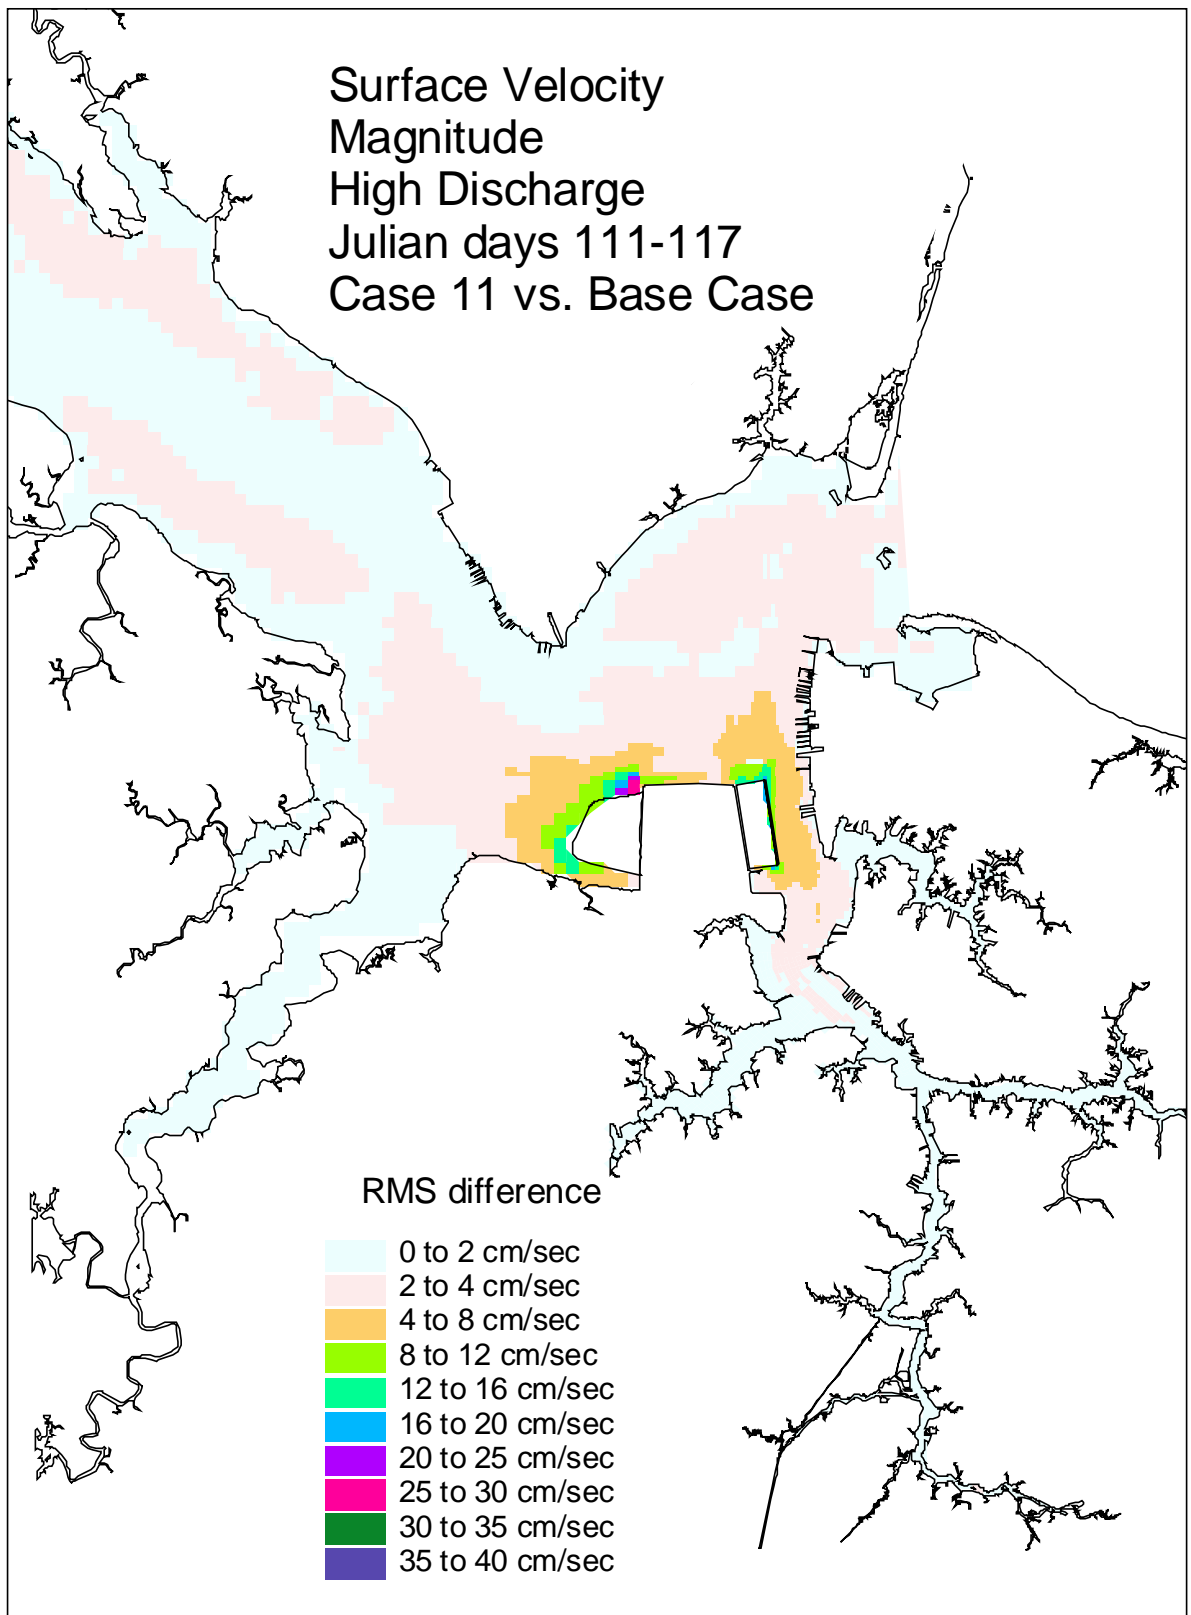 Surface Velocity
Magnitude
High Discharge
Julian days 111-117
Case 11 vs. Base Case
RMS difference
0 to 2 cm/sec
2 to 4 cm/sec
4 to 8 cm/sec
8 to 12 cm/sec
12 to 16 cm/sec
16 to 20 cm/sec
20 to 25 cm/sec
25 to 30 cm/sec
30 to 35 cm/sec
35 to 40 cm/sec